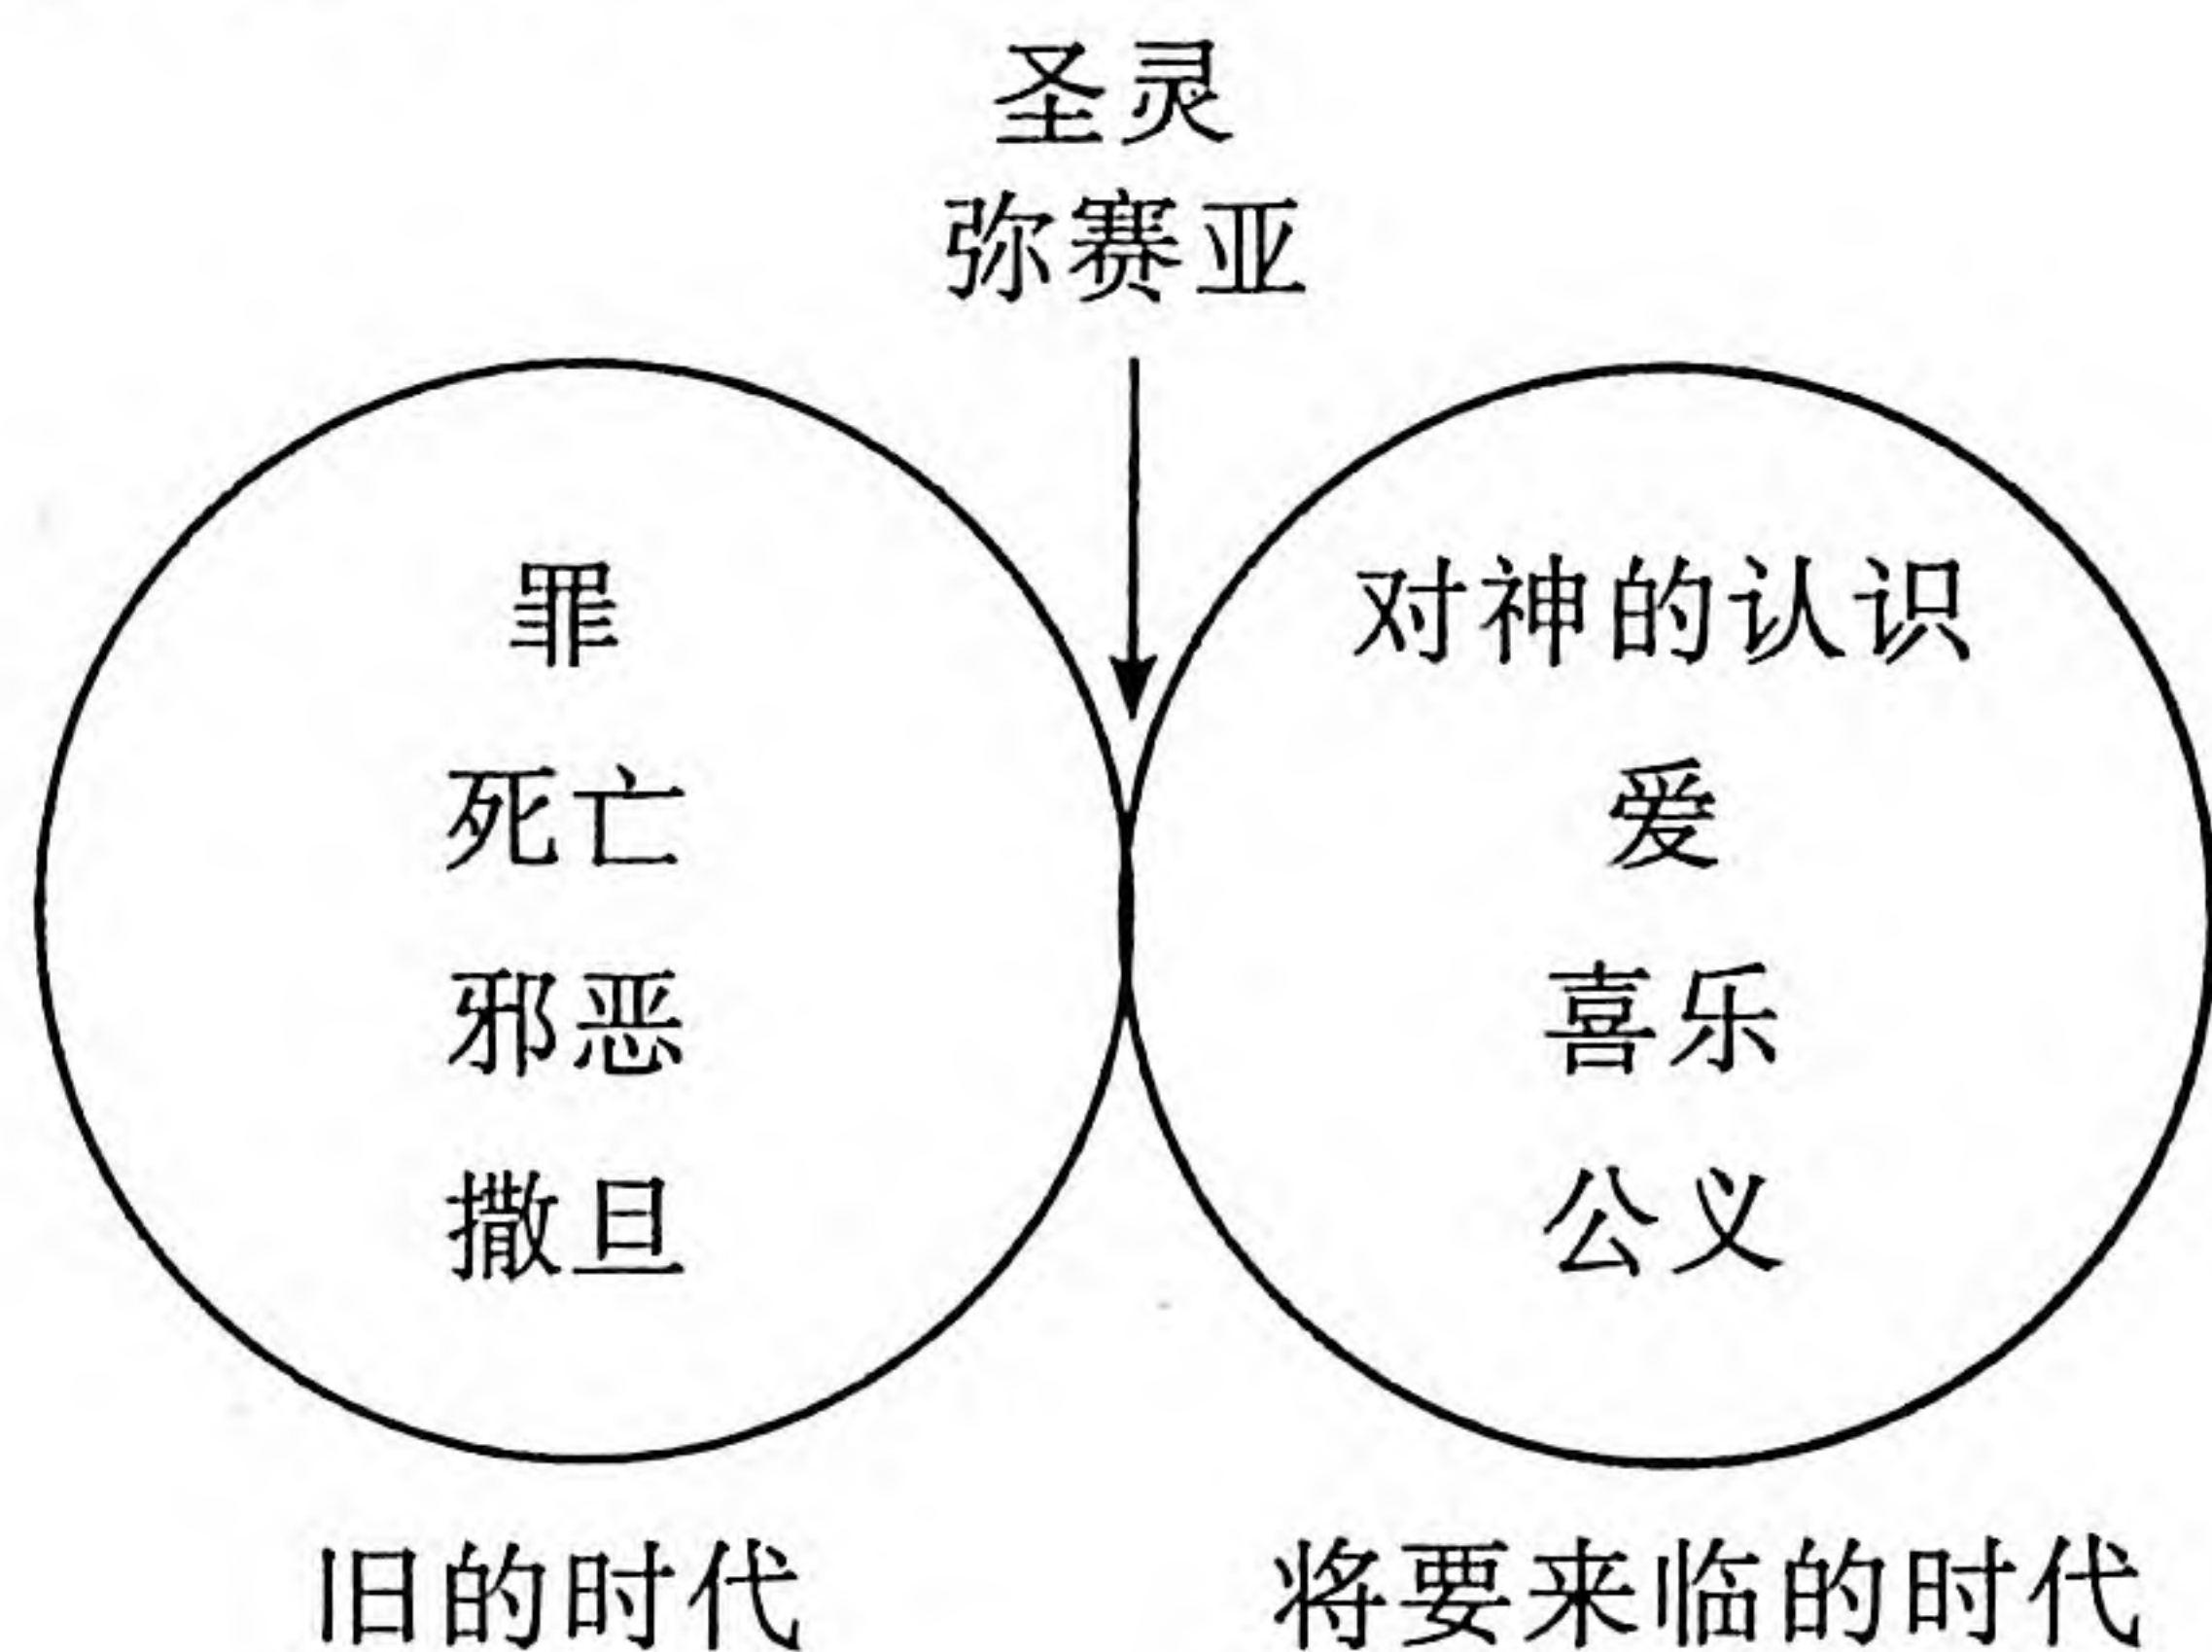 圣灵
弥赛亚
罪
死亡
邪恶
撒旦
对神的认识
爱
喜乐
公义
旧的时代
将要来临的时代